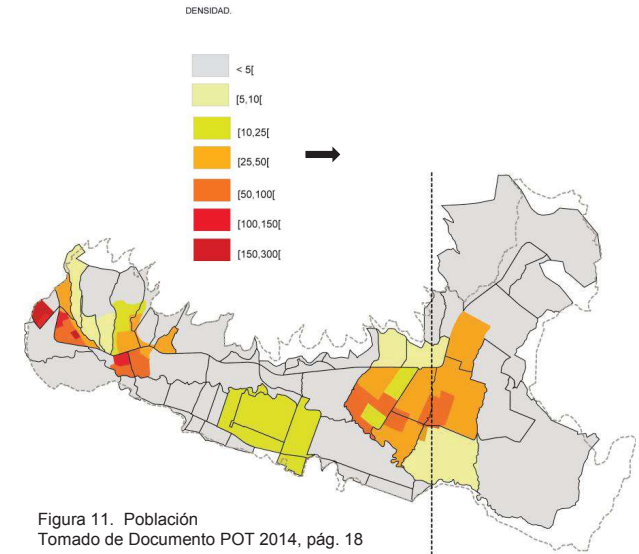 DENSIDAD.
< 5[
[5,10[
[10,25[
[25,50[
[50,100[
[100,150[
[150,300[
Figura 11. Población
Tomado de Documento POT 2014, pág. 18